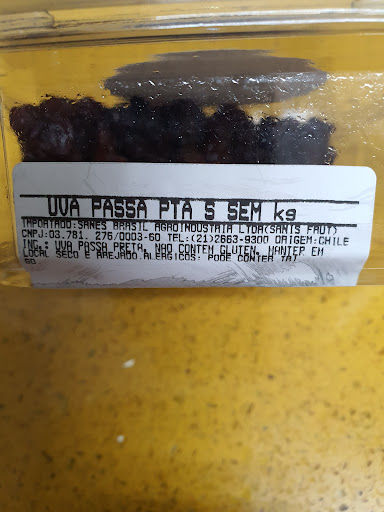 UVA PASSA PTA S SEM kg
IMPORTADO:SANES BRASIL AGROINDUSTRIA LTDA(SANIS FRUT)
CNPJ:03.781. 276/0003-60 TEL:(21)2663-9300 ORIGEM:CHILE
ING.: UVA PASSA PRETA. NAO CONTEM GLUTEN. MANTER EM
LOCAL SECO E AREJADO.ALERGICOS: PODE CONTER TRI
GO